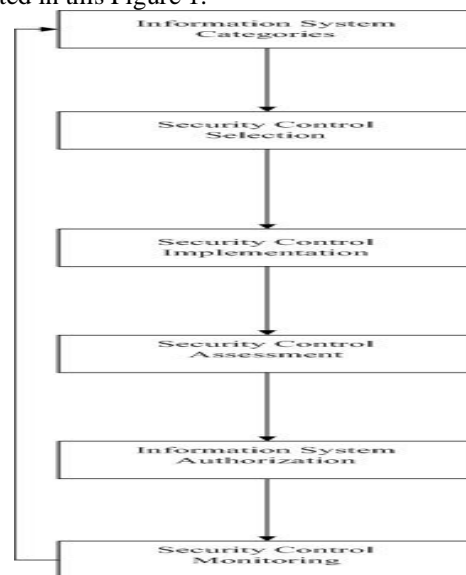 ted in this Figure 1.
Information System
Categories
Security Control
Selection
Security Control
Implementation
Security Control
Assessment
Information System
Authorization
Security Control
Monitoring